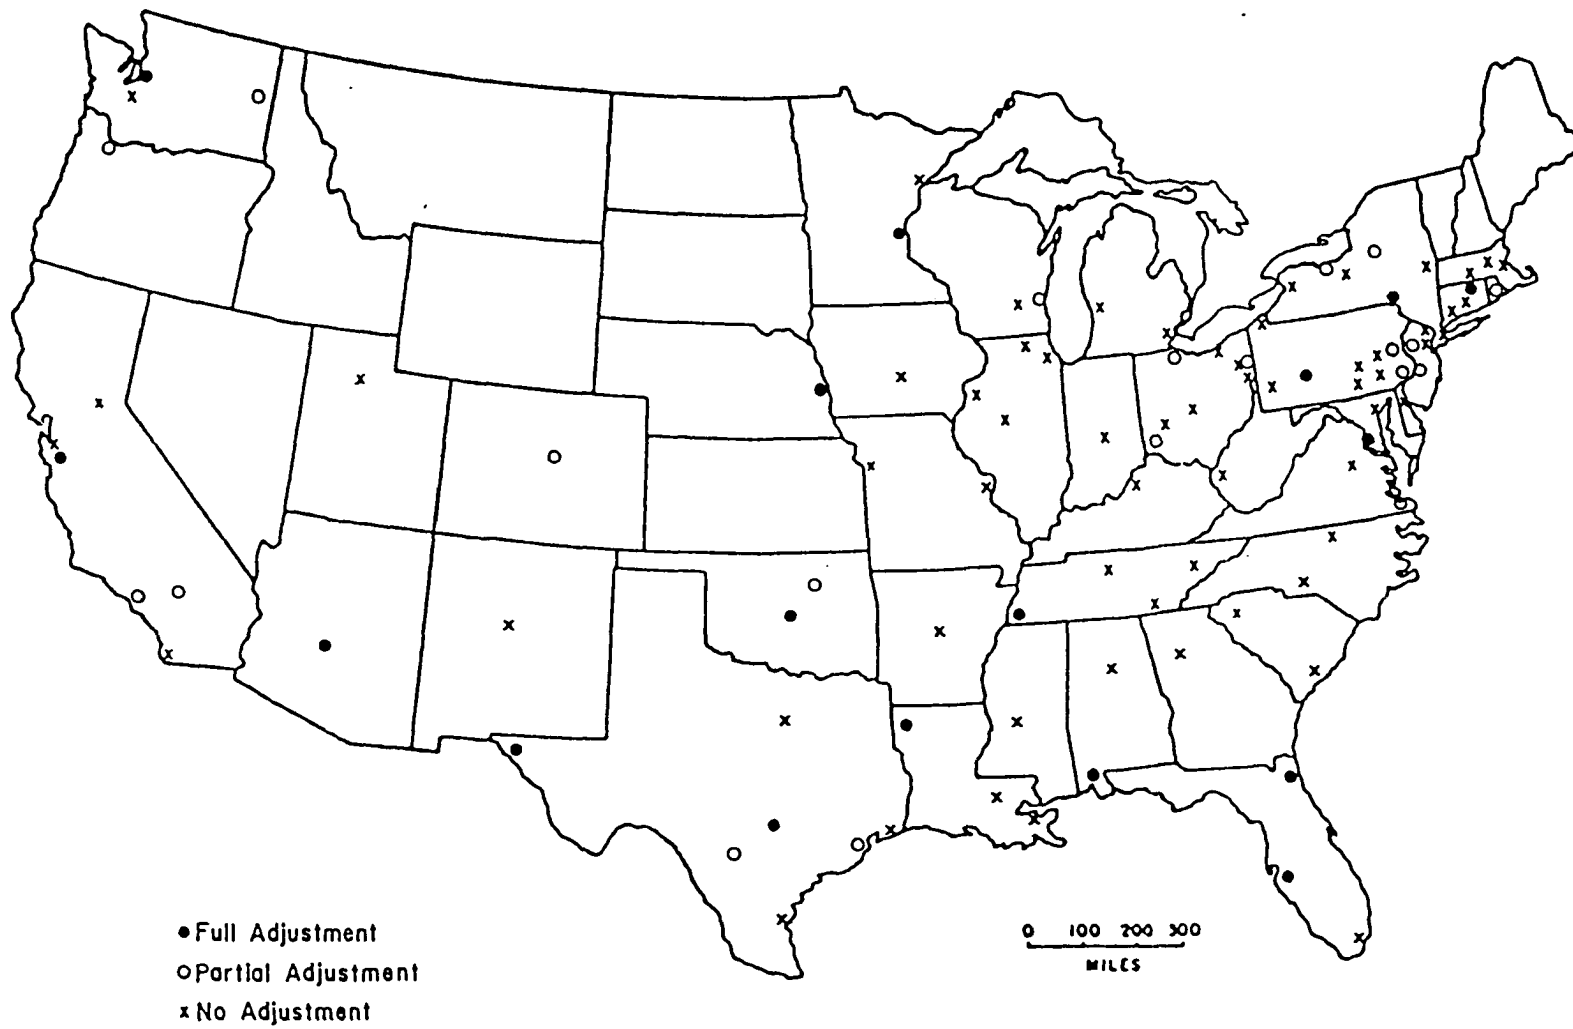 ● Full Adjustment
○ Partial Adjustment
x No Adjustment
0 100 200 300
MILES